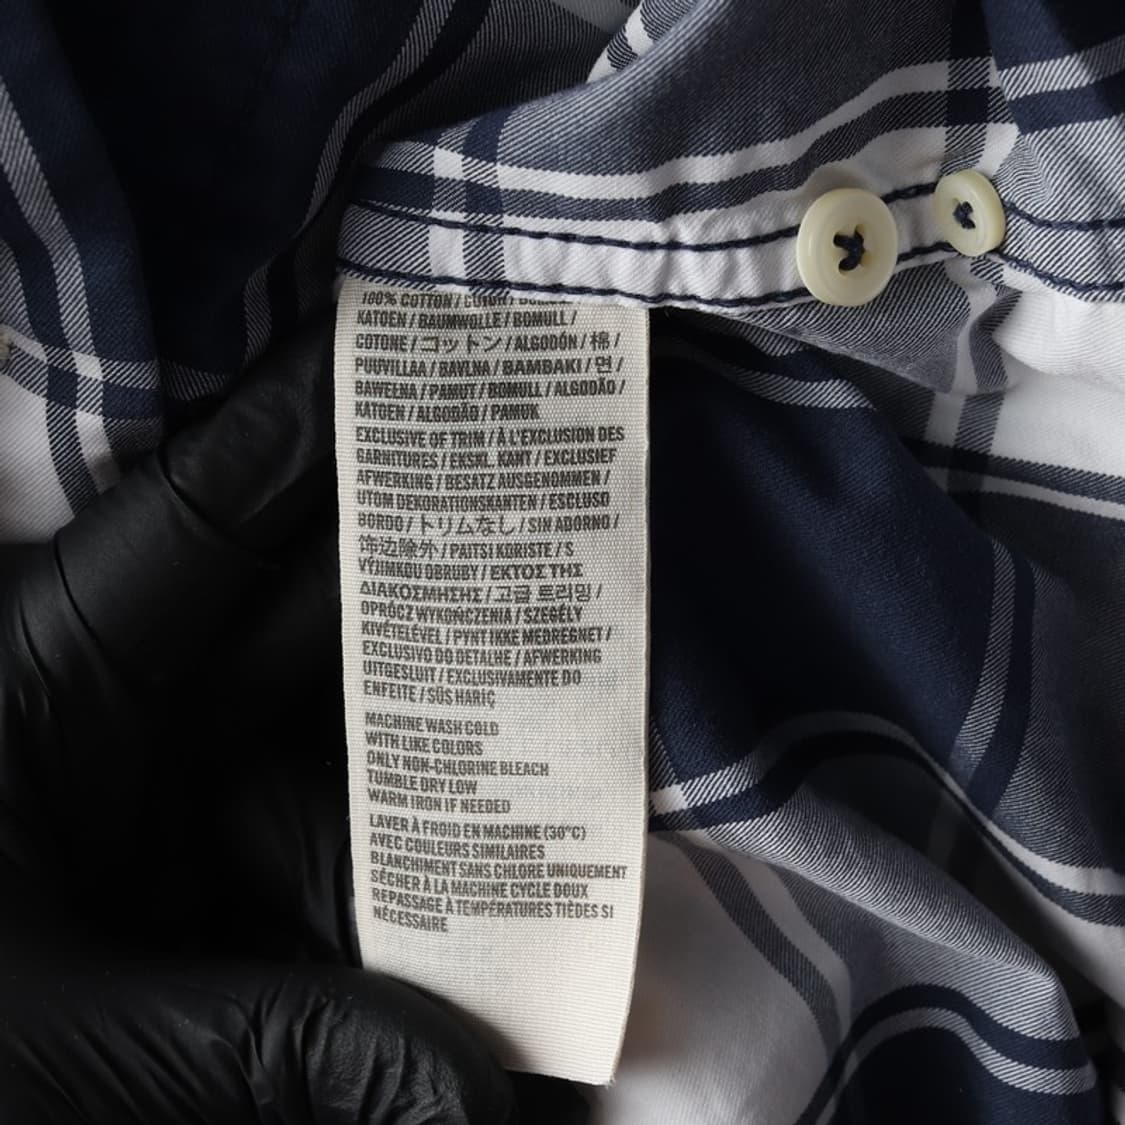 100% COTTON / COTON / BOMULL /
KATOEN / BAUMWOLLE / BOMULL /
COTONE / コットン / ALGODÓN / 棉 /
PUUVILLAA / BAVLNA / BAMBAKI / 면 /
BAWEŁNA / PAMUT / BOMULL / ALGODÃO /
KATOEN / ALGODÃO / PAMUK
EXCLUSIVE OF TRIM / À L'EXCLUSION DES
GARNITURES / EKSKL. KANT / EXCLUSIEF
AFWERKING / BESATZ AUSGENOMMEN /
UTOM DEKORATIONSKANTEN / ESCLUSO
BORDO / トリムなし / SIN ADORNO /
饰边除外 / PAITSI KORISTE / S
VÝJIMKOU OBRUBY / ΕΚΤΟΣ ΤΗΣ
ΔΙΑΚΟΣΜΗΣΗΣ / 고급 트리밍 /
OPRÓCZ WYKOŃCZENIA / SZEGÉLY
KIVÉTELÉVEL / PYNT IKKE MEDREGNET /
EXCLUSIVO DO DETALHE / AFWERKING
UITGESLUIT / EXCLUSIVAMENTE DO
ENFEITE / SÜS HARİÇ
MACHINE WASH COLD
WITH LIKE COLORS
ONLY NON-CHLORINE BLEACH
TUMBLE DRY LOW
WARM IRON IF NEEDED
LAVER À FROID EN MACHINE (30°C)
AVEC COULEURS SIMILAIRES
BLANCHIMENT SANS CHLORE UNIQUEMENT
SÉCHER À LA MACHINE CYCLE DOUX
REPASSAGE À TEMPÉRATURES TIÈDES SI
NÉCESSAIRE